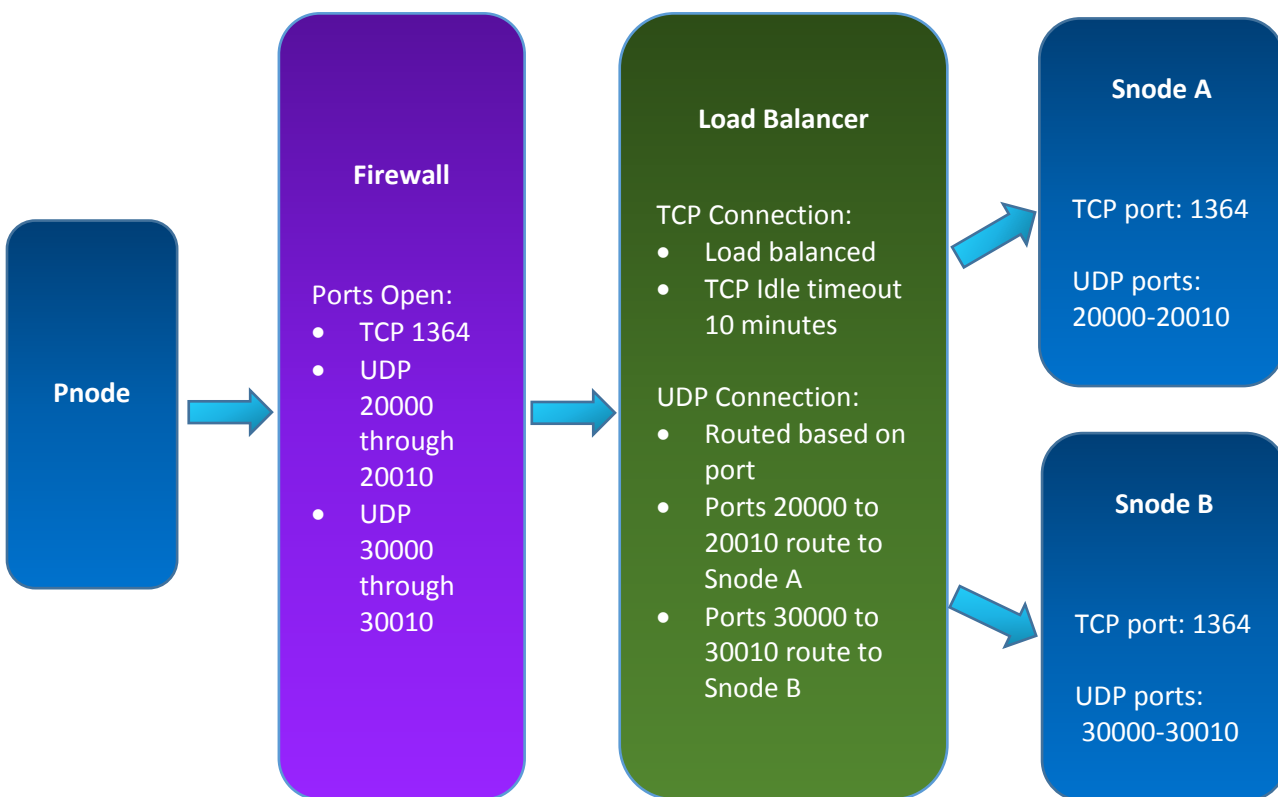 Pnode
Firewall
Ports Open:
• TCP 1364
• UDP
20000
through
20010
• UDP
30000
through
30010
Load Balancer
TCP Connection:
• Load balanced
• TCP Idle timeout
10 minutes
UDP Connection:
• Routed based on
port
• Ports 20000 to
20010 route to
Snode A
• Ports 30000 to
30010 route to
Snode B
Snode A
TCP port: 1364
UDP ports:
20000-20010
Snode B
TCP port: 1364
UDP ports:
30000-30010